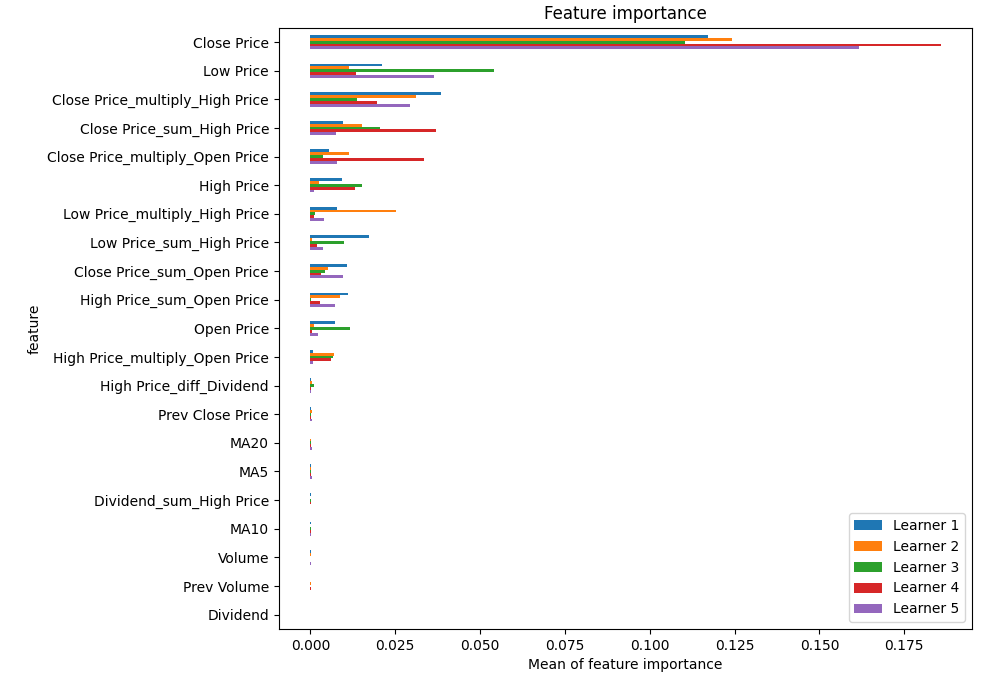 Feature importance
Close Price
Low Price
Close Price_multiply_High Price
Close Price_sum_High Price
Close Price_multiply_Open Price
High Price
Low Price_multiply_High Price
Low Price_sum_High Price
Close Price_sum_Open Price
High Price_sum_Open Price
Open Price
High Price_multiply_Open Price
High Price_diff_Dividend
Prev Close Price
MA20
MA5
Dividend_sum_High Price
MA10
Volume
Prev Volume
Dividend
feature
Learner 1
Learner 2
Learner 3
Learner 4
Learner 5
0.000 0.025 0.050 0.075 0.100 0.125 0.150 0.175
Mean of feature importance